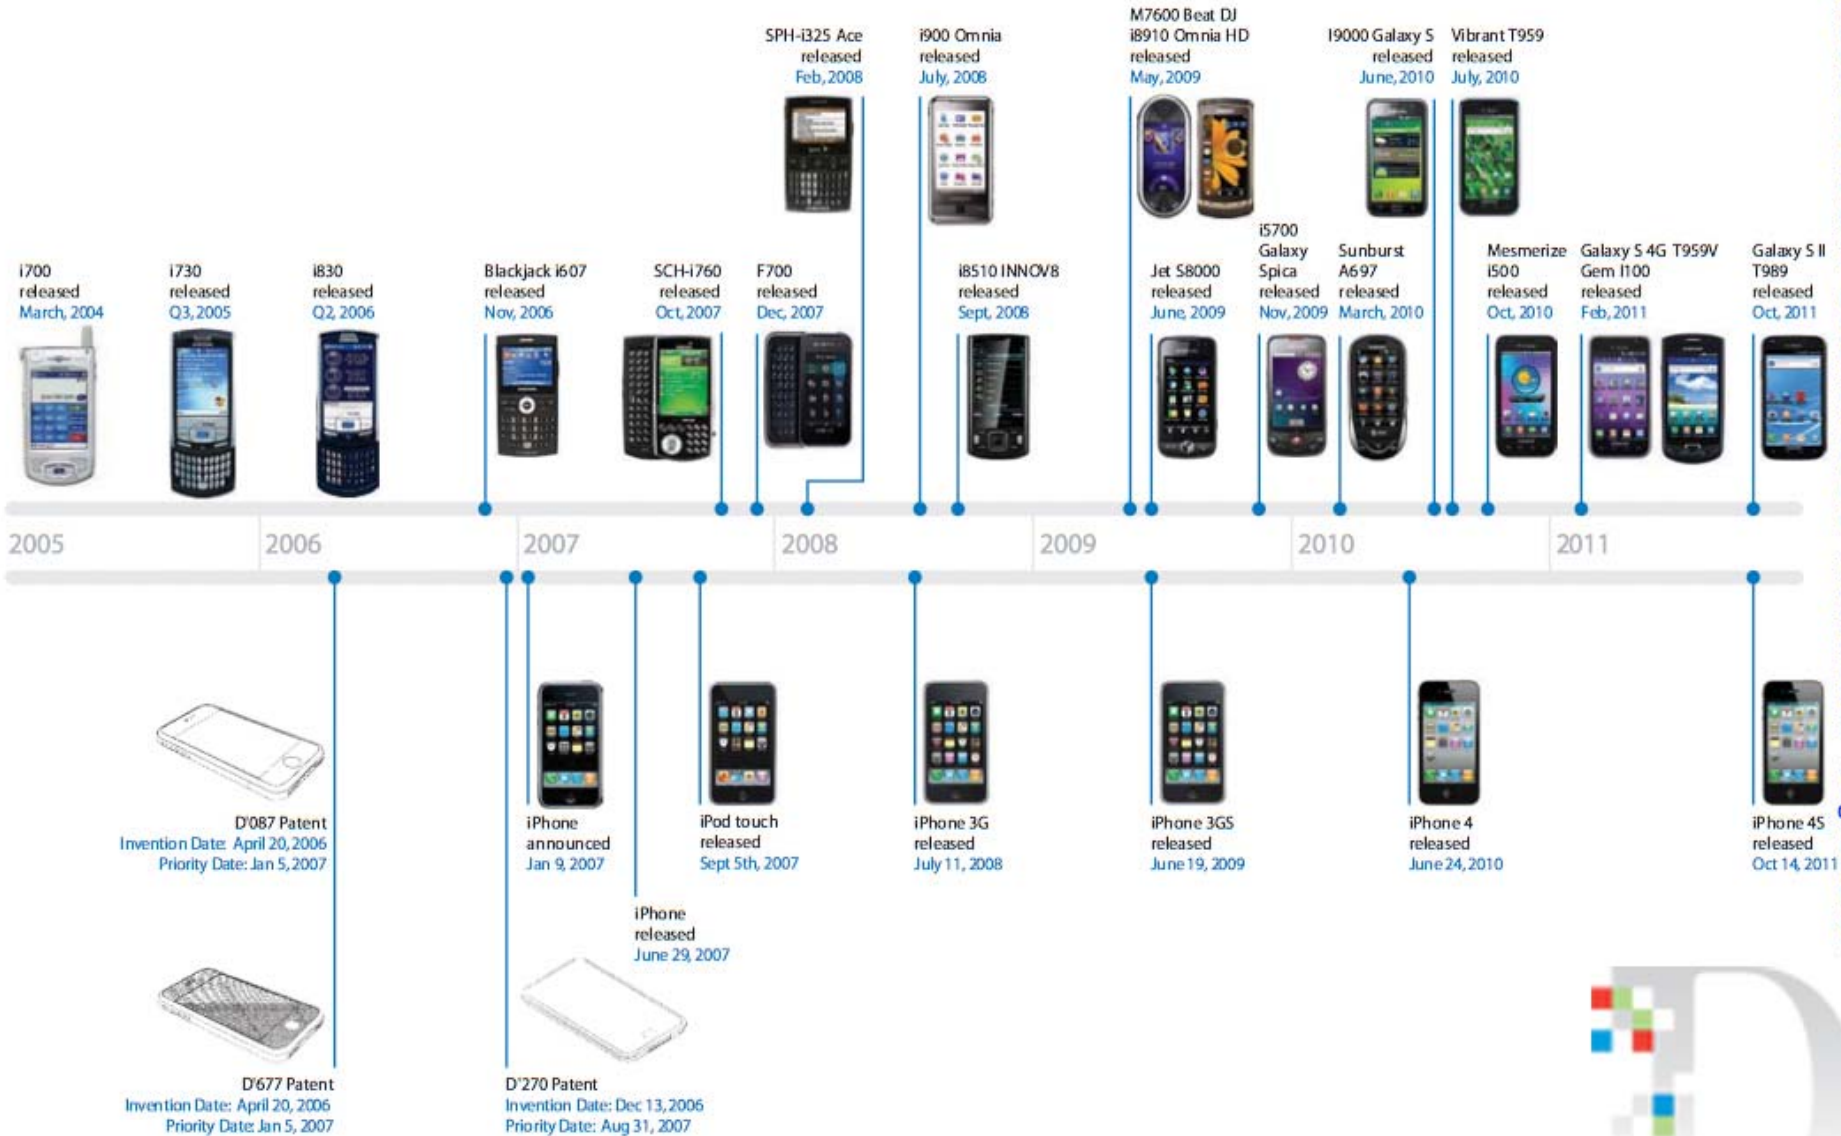 SPH-i325 Ace
released
Feb, 2008
i900 Omnia
released
July, 2008
M7600 Beat DJ
i8910 Omnia HD
released
May, 2009
I9000 Galaxy S
released
June, 2010
Vibrant T959
released
July, 2010
i700
released
March, 2004
i730
released
Q3, 2005
i830
released
Q2, 2006
Blackjack i607
released
Nov, 2006
SCH-i760
released
Oct, 2007
F700
released
Dec, 2007
i8510 INNOV8
released
Sept, 2008
Jet S8000
released
June, 2009
i5700
Galaxy
Spica
released
Nov, 2009
Sunburst
A697
released
March, 2010
Mesmerize
i500
released
Oct, 2010
Galaxy S 4G T959V
Gem I100
released
Feb, 2011
Galaxy S II
T989
released
Oct, 2011
2005
2006
2007
2008
2009
2010
2011
D'087 Patent
Invention Date: April 20, 2006
Priority Date: Jan 5, 2007
iPhone
announced
Jan 9, 2007
iPod touch
released
Sept 5th, 2007
iPhone 3G
released
July 11, 2008
iPhone 3GS
released
June 19, 2009
iPhone 4
released
June 24, 2010
iPhone 4S
released
Oct 14, 2011
iPhone
released
June 29, 2007
D'677 Patent
Invention Date: April 20, 2006
Priority Date: Jan 5, 2007
D'270 Patent
Invention Date: Dec 13, 2006
Priority Date: Aug 31, 2007